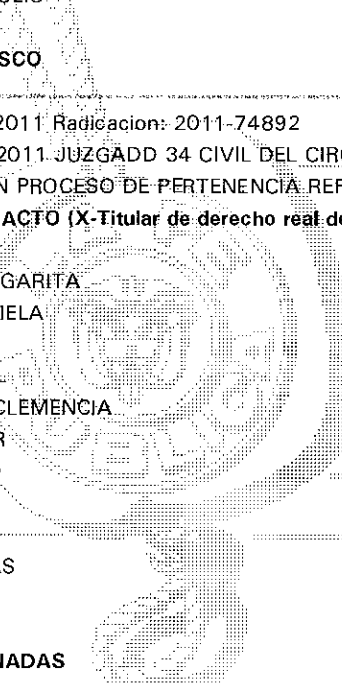 SCO
2011 Radicacion: 2011-74892
2011 JUZGADD 34 CIVIL DEL CIR
N PROCESO DE PERTENENCIA REF
ACTO (X-Titular de derecho real de
GARITA
IELA
CLEMENCIA
R
AS
NADAS